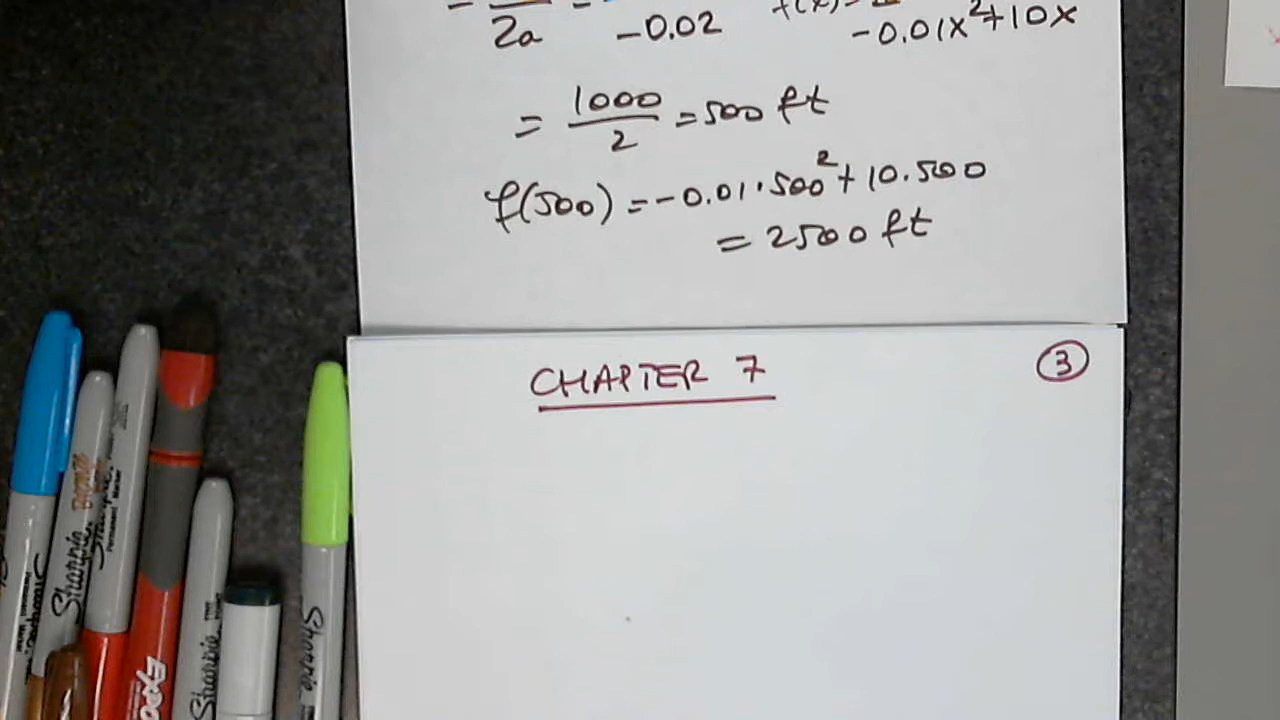 2a -0.02 -0.01x²+10x
= 1000/2 = 500 ft
f(500) = -0.01·500² + 10.500
= 2500 ft
CHAPTER 7
3
Sharpie
Sharpie
Sharpie
EXPO